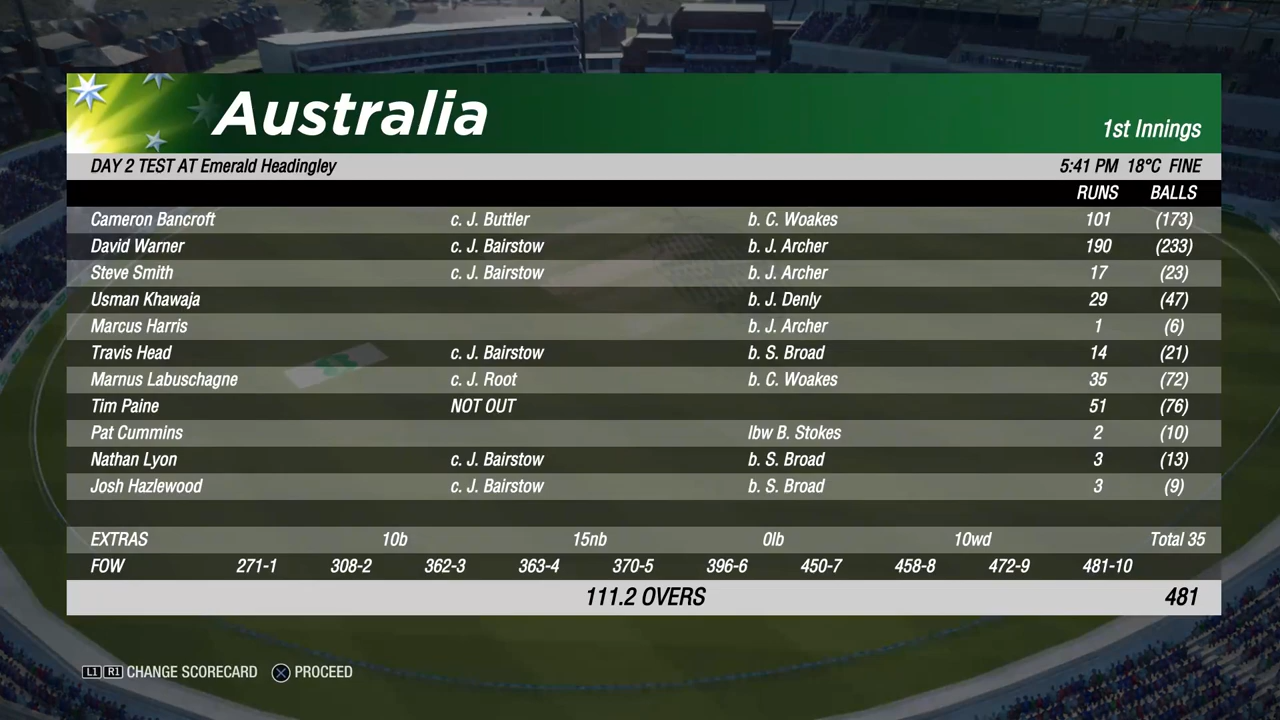 Australia
1st Innings
DAY 2 TEST AT Emerald Headingley 5:41 PM 18°C FINE
RUNS BALLS
Cameron Bancroft c. J. Buttler b. C. Woakes 101 (173)
David Warner c. J. Bairstow b. J. Archer 190 (233)
Steve Smith c. J. Bairstow b. J. Archer 17 (23)
Usman Khawaja b. J. Denly 29 (47)
Marcus Harris b. J. Archer 1 (6)
Travis Head c. J. Bairstow b. S. Broad 14 (21)
Marnus Labuschagne c. J. Root b. C. Woakes 35 (72)
Tim Paine NOT OUT 51 (76)
Pat Cummins lbw B. Stokes 2 (10)
Nathan Lyon c. J. Bairstow b. S. Broad 3 (13)
Josh Hazlewood c. J. Bairstow b. S. Broad 3 (9)
EXTRAS 10b 15nb 0lb 10wd Total 35
FOW 271-1 308-2 362-3 363-4 370-5 396-6 450-7 458-8 472-9 481-10
111.2 OVERS 481
L1 R1 CHANGE SCORECARD PROCEED